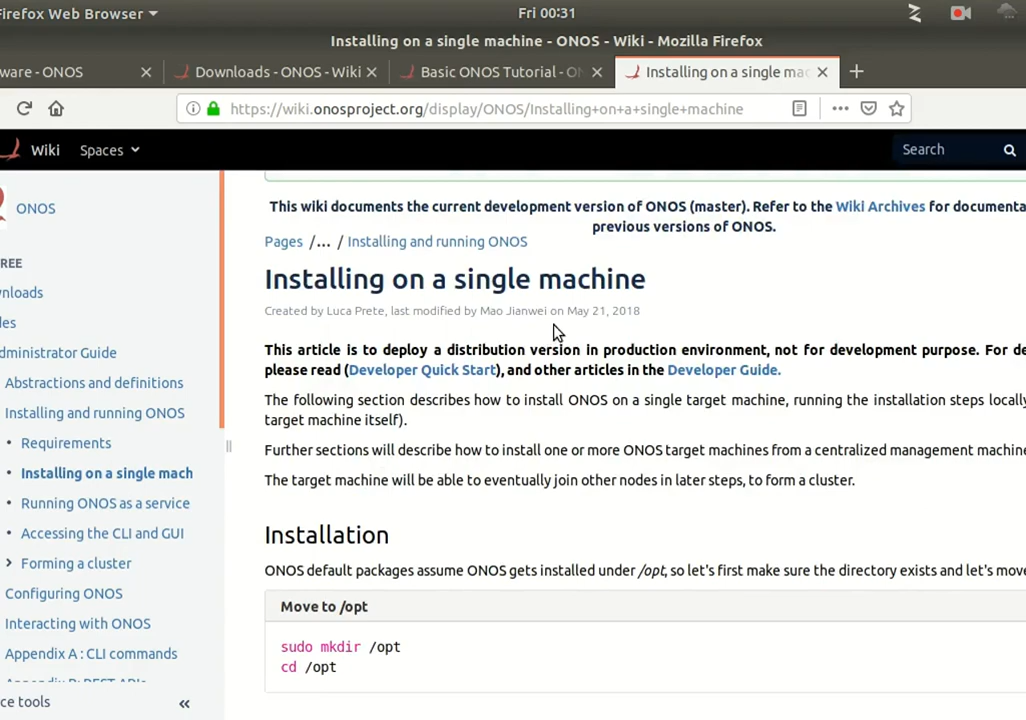 Firefox Web Browser
Fri 00:31
Installing on a single machine - ONOS - Wiki - Mozilla Firefox
ware - ONOS
Downloads - ONOS - Wiki
Basic ONOS Tutorial - ON
Installing on a single mac
https://wiki.onosproject.org/display/ONOS/Installing+on+a+single+machine
Wiki
Spaces
Search
ONOS
This wiki documents the current development version of ONOS (master). Refer to the Wiki Archives for documenta
previous versions of ONOS.
Pages /... / Installing and running ONOS
REE
Installing on a single machine
wnloads
Created by Luca Prete, last modified by Mao Jianwei on May 21, 2018
des
dministrator Guide
This article is to deploy a distribution version in production environment, not for development purpose. For de
please read (Developer Quick Start), and other articles in the Developer Guide.
Abstractions and definitions
The following section describes how to install ONOS on a single target machine, running the installation steps locally
target machine itself).
Installing and running ONOS
• Requirements
Further sections will describe how to install one or more ONOS target machines from a centralized management machine
• Installing on a single mach
The target machine will be able to eventually join other nodes in later steps, to form a cluster.
• Running ONOS as a service
• Accessing the CLI and GUI
Installation
Forming a cluster
ONOS default packages assume ONOS gets installed under /opt, so let's first make sure the directory exists and let's move
Configuring ONOS
Move to /opt
Interacting with ONOS
sudo mkdir /opt
Appendix A : CLI commands
cd /opt
Appendix B: REST APIs
ce tools